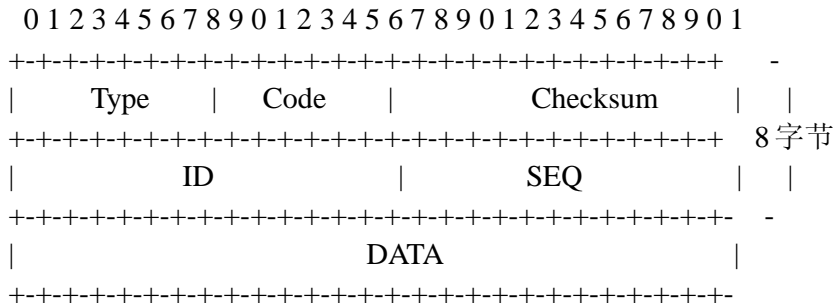 0 1 2 3 4 5 6 7 8 9 0 1 2 3 4 5 6 7 8 9 0 1 2 3 4 5 6 7 8 9 0 1
+-+-+-+-+-+-+-+-+-+-+-+-+-+-+-+-+-+-+-+-+-+-+-+-+-+-+-+-+ -
| Type | Code | Checksum | |
+-+-+-+-+-+-+-+-+-+-+-+-+-+-+-+-+-+-+-+-+-+-+-+-+-+-+-+-+ 8字节
| ID | SEQ | |
+-+-+-+-+-+-+-+-+-+-+-+-+-+-+-+-+-+-+-+-+-+-+-+-+-+-+-+-+- -
| DATA |
+-+-+-+-+-+-+-+-+-+-+-+-+-+-+-+-+-+-+-+-+-+-+-+-+-+-+-+-+-